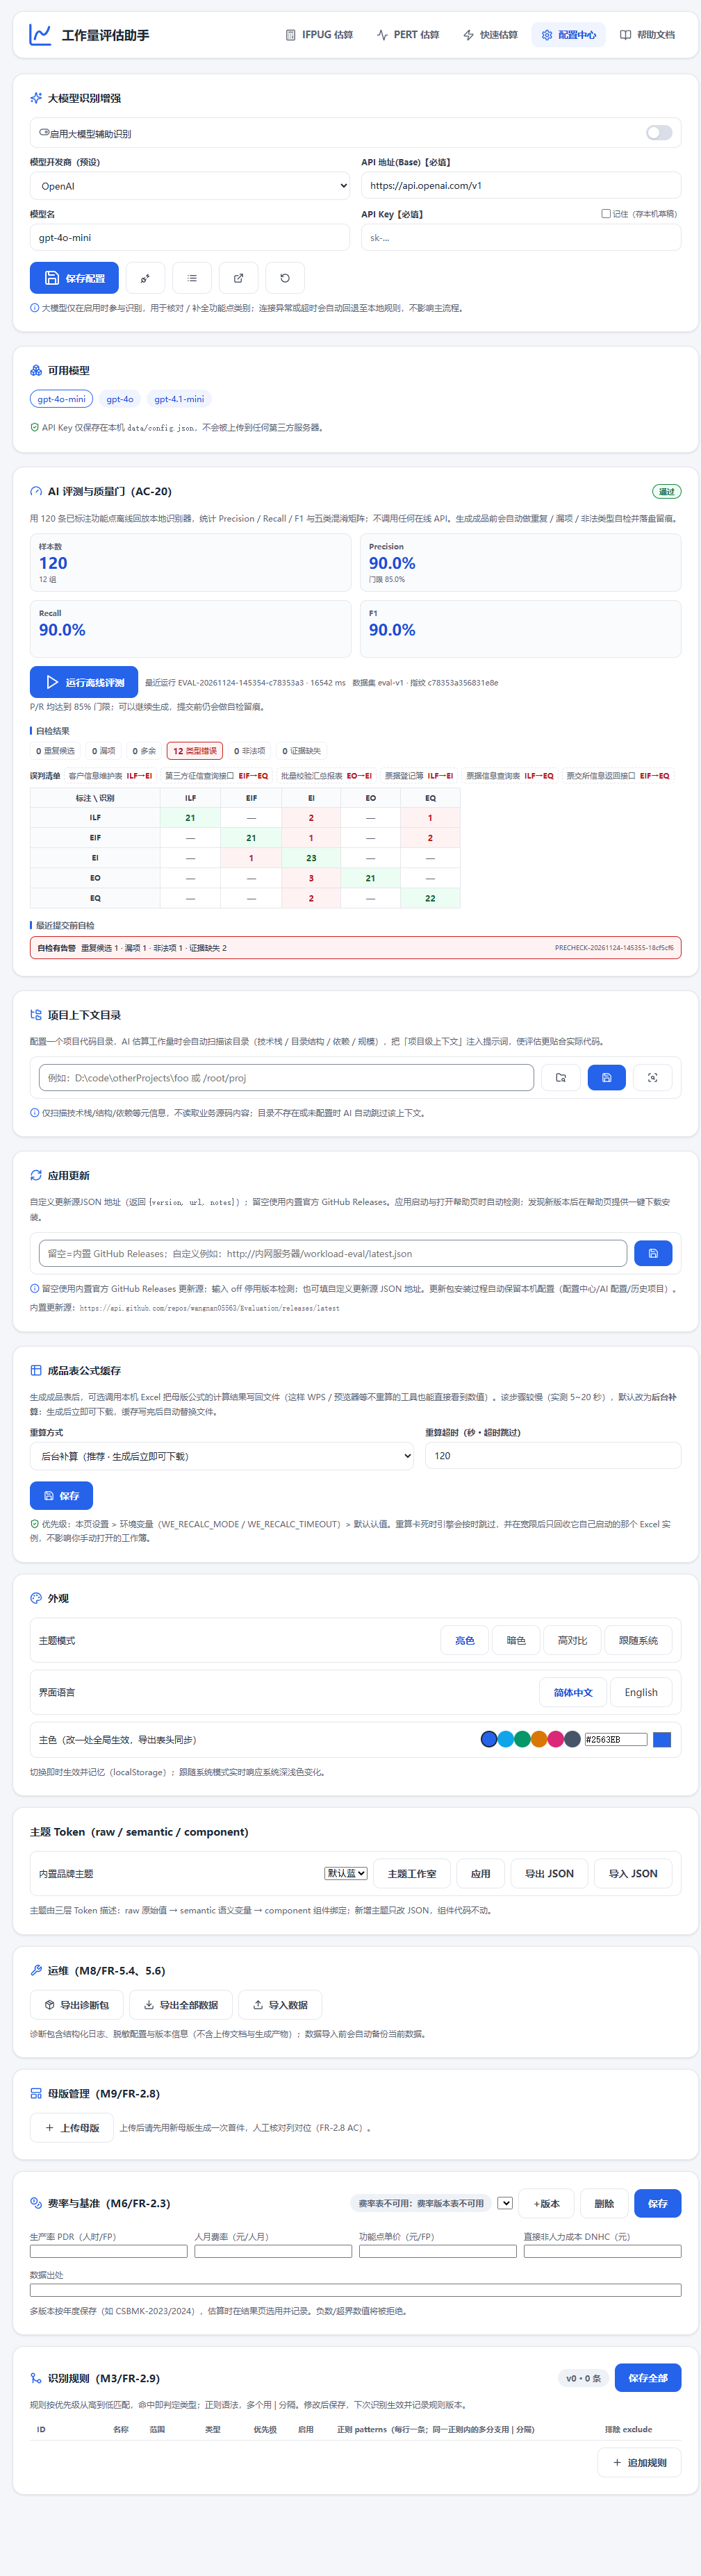 工作量评估助手
IFPUG 估算
PERT 估算
快速估算
配置中心
帮助文档
大模型识别增强
启用大模型辅助识别
模型开发商（预设）
API 地址(Base)【必填】
OpenAI
https://api.openai.com/v1
模型名
API Key【必填】
记住（存本机草稿）
gpt-4o-mini
sk-...
保存配置
大模型仅在启用时参与识别，用于核对 / 补全功能点类别；连接异常或超时会自动回退至本地规则，不影响主流程。
可用模型
gpt-4o-mini
gpt-4o
gpt-4.1-mini
API Key 仅保存在本机 data/config.json，不会被上传到任何第三方服务器。
AI 评测与质量门（AC-20）
通过
用 120 条已标注功能点离线回放本地识别器，统计 Precision / Recall / F1 与五类混淆矩阵；不调用任何在线 API。生成成品前会自动做重复 / 漏项 / 非法类型自检并落盘留痕。
样本数
120
12 组
Precision
90.0%
门限 85.0%
Recall
90.0%
F1
90.0%
运行离线评测
最近运行 EVAL-20261124-145354-c78353a3 · 16542 ms
数据集 eval-v1 · 指纹 c78353a356831e8e
P/R 均达到 85% 门限；可以继续生成，提交前仍会做自检留痕。
自检结果
0 重复候选
0 漏项
0 多余
12 类型错误
0 非法项
0 证据缺失
误判清单
客户信息维护表 ILF→EI
第三方征信查询接口 EIF→EQ
批量校验汇总报表 EO→EI
票据登记簿 ILF→EI
票据信息查询表 ILF→EQ
票交所信息返回接口 EIF→EQ
标注 \ 识别 ILF EIF EI EO EQ
ILF 21 — 2 — 1
EIF — 21 1 — 2
EI — 1 23 — —
EO — — 3 21 —
EQ — — 2 — 22
最近提交前自检
自检有告警 重复候选 1 · 漏项 1 · 非法项 1 · 证据缺失 2
PRECHECK-20261124-145355-18cf5cf6
项目上下文目录
配置一个项目代码目录，AI 估算工作量时会自动扫描该目录（技术栈 / 目录结构 / 依赖 / 规模），把「项目级上下文」注入提示词，使评估更贴合实际代码。
例如：D:\code\otherProjects\foo 或 /root/proj
仅扫描技术栈/结构/依赖等元信息，不读取业务源码内容；目录不存在或未配置时 AI 自动跳过该上下文。
应用更新
自定义更新源JSON 地址（返回 {version, url, notes}）；留空使用内置官方 GitHub Releases。应用启动与打开帮助页时自动检测；发现新版本后在帮助页提供一键下载安
装。
留空=内置 GitHub Releases；自定义例如：http://内网服务器/workload-eval/latest.json
留空使用内置官方 GitHub Releases 更新源；输入 off 停用版本检测；也可填自定义更新源 JSON 地址。更新包安装过程自动保留本机配置（配置中心/AI 配置/历史项目）。
内置更新源：https://api.github.com/repos/wangnan05563/Evaluation/releases/latest
成品表公式缓存
生成成品表后，可选调用本机 Excel 把母版公式的计算结果写回文件（这样 WPS / 预览器等不重算的工具也能直接看到数值）。该步骤较慢（实测 5~20 秒），默认改为后台补
算：生成后立即可下载，缓存写完后自动替换文件。
重算方式
重算超时（秒 · 超时跳过）
后台补算（推荐 · 生成后立即可下载）
120
保存
优先级：本页设置 > 环境变量（WE_RECALC_MODE / WE_RECALC_TIMEOUT）> 默认认值。重算卡死时引擎会按时跳过，并在宽限后只回收它自己启动的那个 Excel 实
例，不影响你手动打开的工作簿。
外观
主题模式
亮色
暗色
高对比
跟随系统
界面语言
简体中文
English
主色（改一处全局生效，导出表头同步）
#2563EB
切换即时生效并记忆（localStorage）；跟随系统模式实时响应系统深浅色变化。
主题 Token（raw / semantic / component）
内置品牌主题
默认蓝
主题工作室
应用
导出 JSON
导入 JSON
主题由三层 Token 描述：raw 原始值 → semantic 语义变量 → component 组件绑定；新增主题只改 JSON，组件代码不动。
运维（M8/FR-5.4、5.6）
导出诊断包
导出全部数据
导入数据
诊断包含结构化日志、脱敏配置与版本信息（不含上传文档与生成产物）；数据导入前会自动备份当前数据。
母版管理（M9/FR-2.8）
上传母版
上传后请先用新母版生成一次首件，人工核对列对位（FR-2.8 AC）。
费率与基准（M6/FR-2.3）
费率表不可用：费率版本表不可用
+版本
删除
保存
生产率 PDR（人时/FP）
人月费率（元/人月）
功能点单价（元/FP）
直接非人力成本 DNHC（元）
数据出处
多版本按年度保存（如 CSBMK-2023/2024），估算时在结果页选用并记录。负数/超界数值将被拒绝。
识别规则（M3/FR-2.9）
v0 · 0 条
保存全部
规则按优先级从高到低匹配，命中即判定类型；正则语法，多个用 | 分隔。修改后保存，下次识别生效并记录规则版本。
ID 名称 范围 类型 优先级 启用 正则 patterns（每行一条；同一正则内的多分支用 | 分隔） 排除 exclude
追加规则